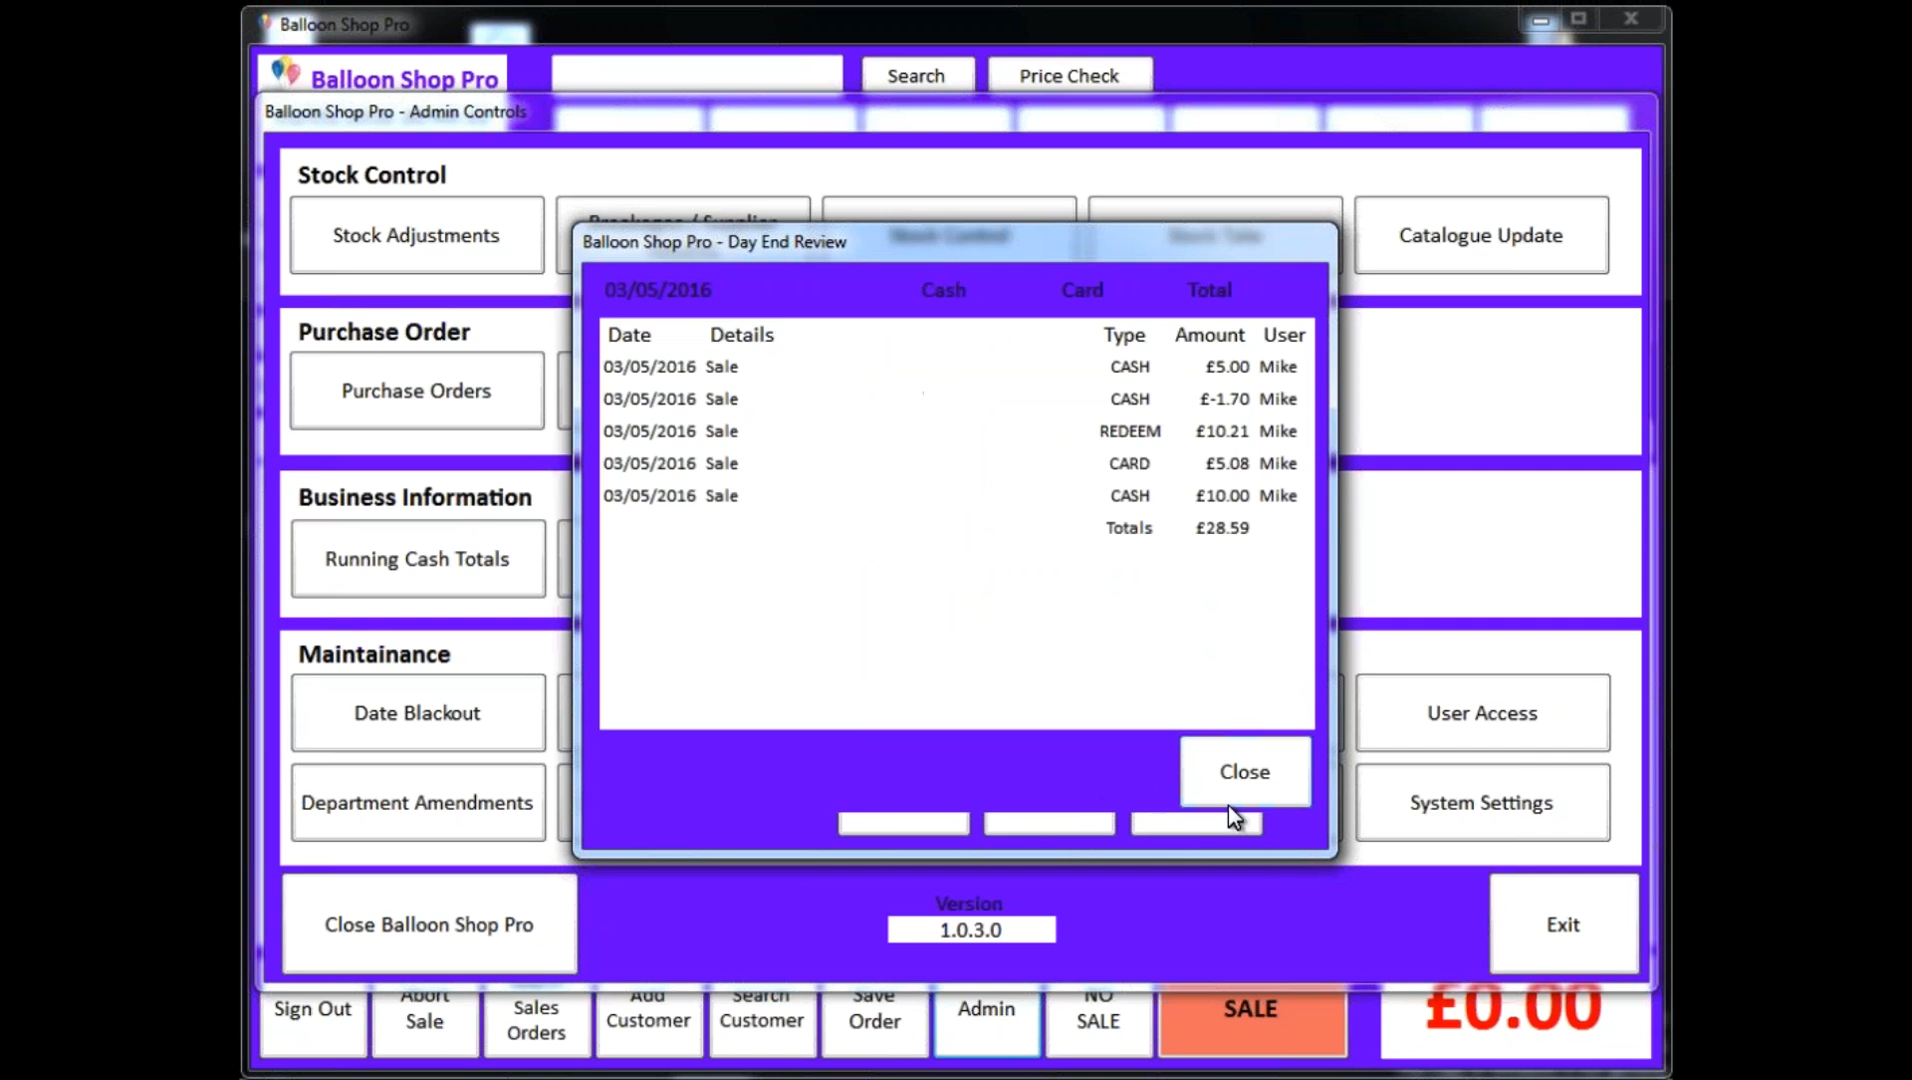 Balloon Shop Pro
Balloon Shop Pro
Search
Price Check
Balloon Shop Pro - Admin Controls
Stock Control
Stock Adjustments
Breakages / Supplier
Stock Control
Stock Take
Catalogue Update
Balloon Shop Pro - Day End Review
03/05/2016 Cash Card Total
Date Details Type Amount User
03/05/2016 Sale CASH £5.00 Mike
03/05/2016 Sale CASH £-1.70 Mike
03/05/2016 Sale REDEEM £10.21 Mike
03/05/2016 Sale CARD £5.08 Mike
03/05/2016 Sale CASH £10.00 Mike
Totals £28.59
Close
Purchase Order
Purchase Orders
Business Information
Running Cash Totals
Maintainance
Date Blackout
User Access
Department Amendments
System Settings
Close Balloon Shop Pro
Version
1.0.3.0
Exit
Sign Out
Abort
Sale
Sales
Orders
Add
Customer
Search
Customer
Save
Order
Admin
NO
SALE
SALE
£0.00